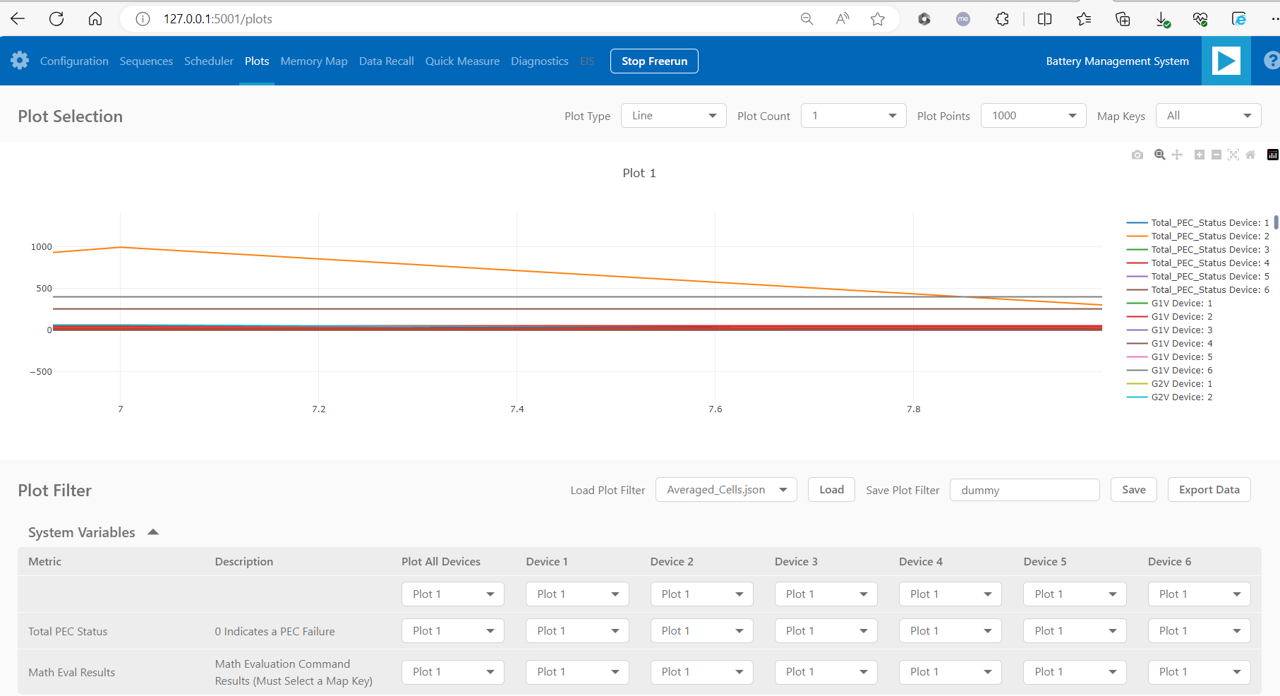 127.0.0.1:5001/plots
Configuration Sequences Scheduler Plots Memory Map Data Recall Quick Measure Diagnostics EIS Stop Freerun Battery Management System
Plot Selection Plot Type Line Plot Count 1 Plot Points 1000 Map Keys All
Plot 1
1000
500
0
−500
7 7.2 7.4 7.6 7.8
Total_PEC_Status Device: 1
Total_PEC_Status Device: 2
Total_PEC_Status Device: 3
Total_PEC_Status Device: 4
Total_PEC_Status Device: 5
Total_PEC_Status Device: 6
G1V Device: 1
G1V Device: 2
G1V Device: 3
G1V Device: 4
G1V Device: 5
G1V Device: 6
G2V Device: 1
G2V Device: 2
Plot Filter Load Plot Filter Averaged_Cells.json Load Save Plot Filter dummy Save Export Data
System Variables
Metric Description Plot All Devices Device 1 Device 2 Device 3 Device 4 Device 5 Device 6
Plot 1 Plot 1 Plot 1 Plot 1 Plot 1 Plot 1 Plot 1
Total PEC Status 0 Indicates a PEC Failure Plot 1 Plot 1 Plot 1 Plot 1 Plot 1 Plot 1 Plot 1
Math Eval Results Math Evaluation Command
Results (Must Select a Map Key) Plot 1 Plot 1 Plot 1 Plot 1 Plot 1 Plot 1 Plot 1